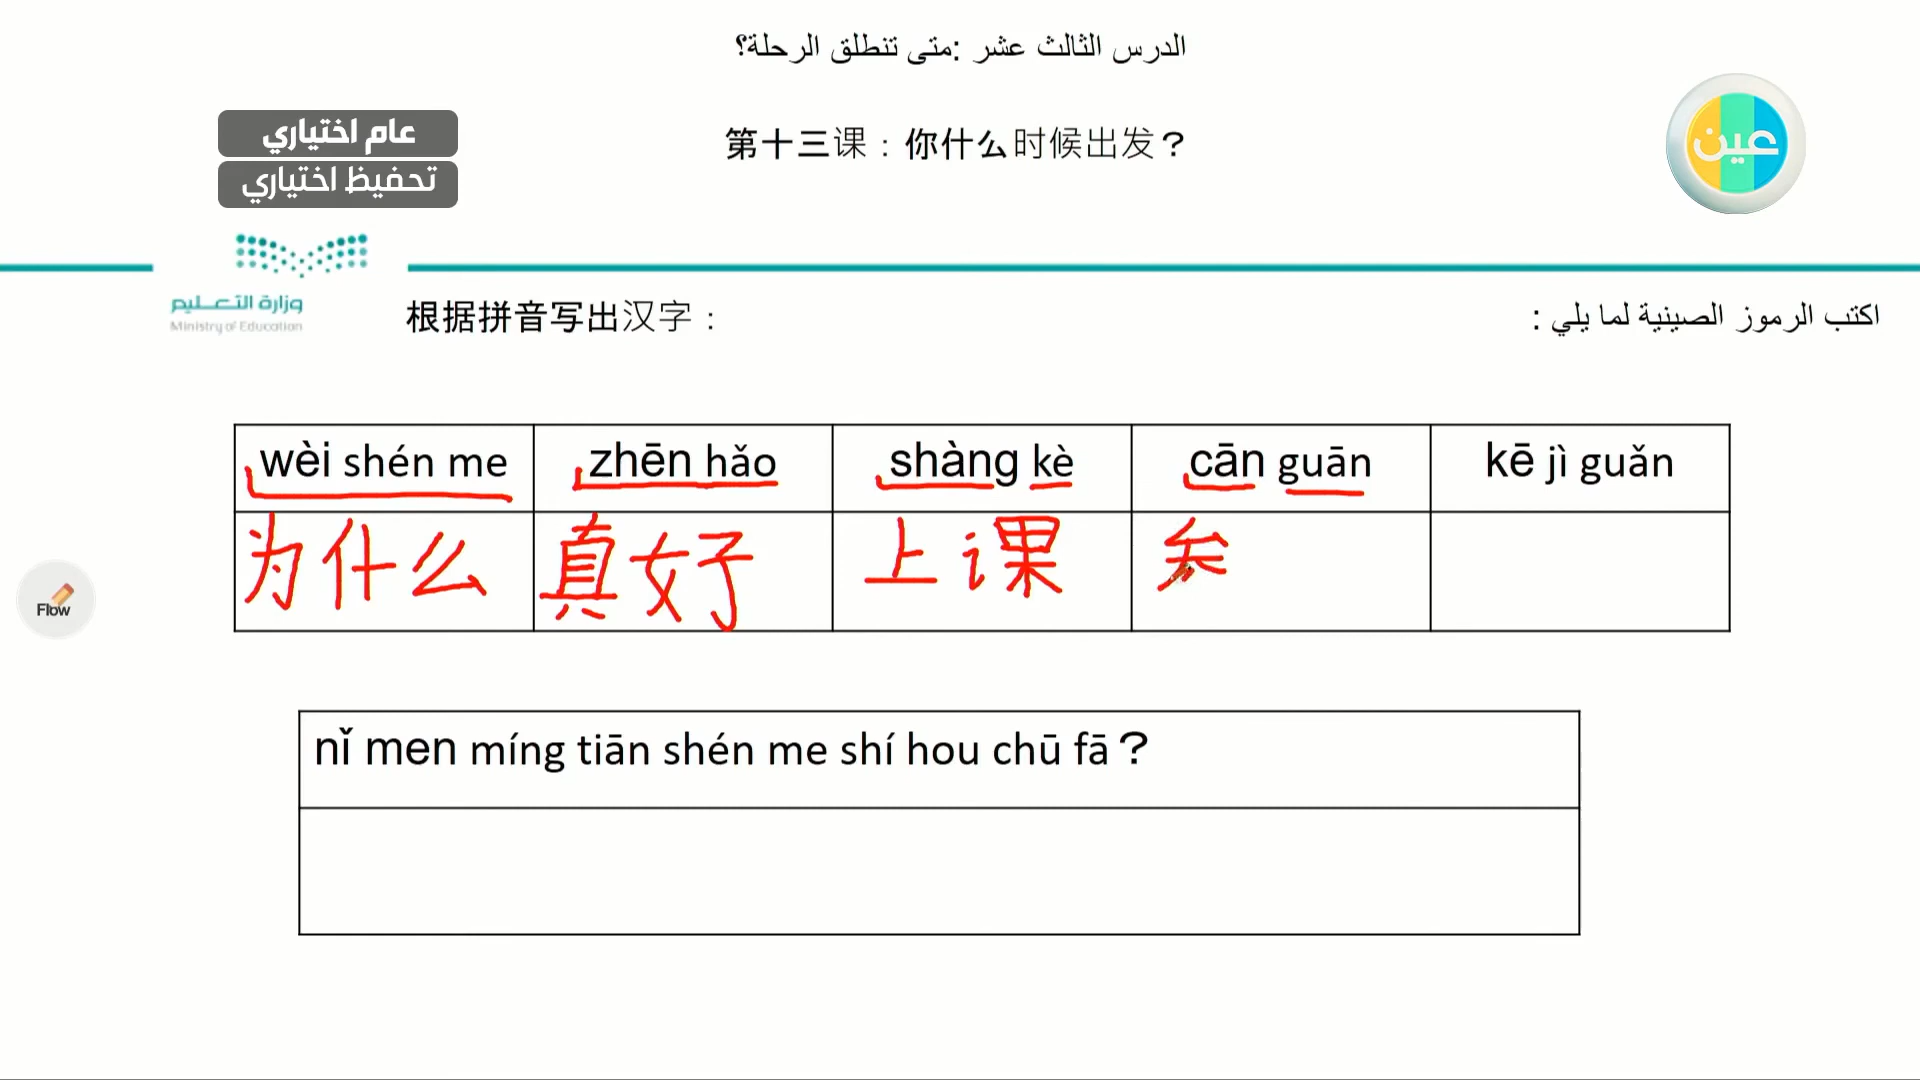 الدرس الثالث عشر :متى تنطلق الرحلة؟
عام اختياري
تحفيظ اختياري
第十三课：你什么时候出发？
عين
وزارة التعليم
Ministry of Education
根据拼音写出汉字：
اكتب الرموز الصينية لما يلي :
wèi shén me zhēn hǎo shàng kè cān guān kē jì guǎn
为什么 真好 上课
Flow
nǐ men míng tiān shén me shí hou chū fā？